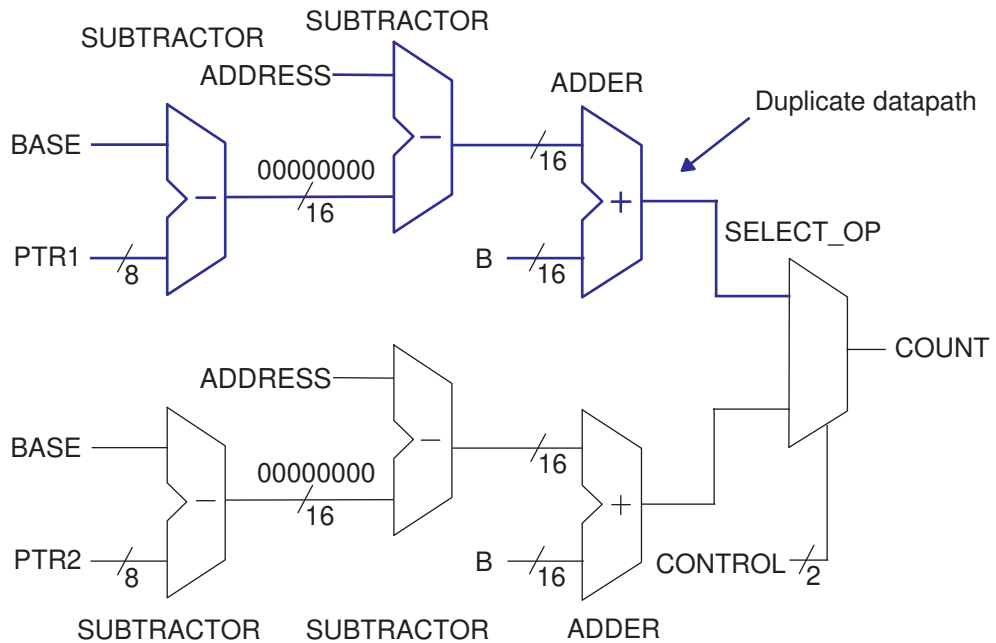 SUBTRACTOR
SUBTRACTOR
ADDRESS
ADDER
Duplicate datapath
BASE
00000000
16
16
PTR1
8
B
16
SELECT_OP
COUNT
ADDRESS
BASE
00000000
16
16
PTR2
8
B
16
CONTROL
2
SUBTRACTOR
SUBTRACTOR
ADDER